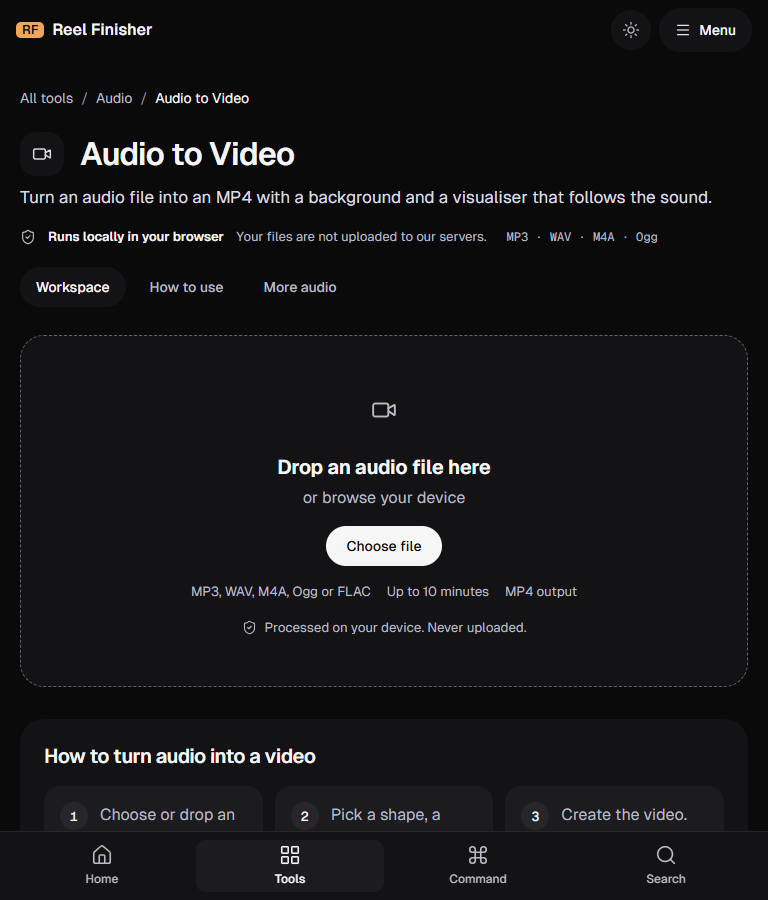 RF Reel Finisher
Menu
All tools / Audio / Audio to Video
Audio to Video
Turn an audio file into an MP4 with a background and a visualiser that follows the sound.
Runs locally in your browser Your files are not uploaded to our servers. MP3 · WAV · M4A · Ogg
Workspace How to use More audio
Drop an audio file here
or browse your device
Choose file
MP3, WAV, M4A, Ogg or FLAC Up to 10 minutes MP4 output
Processed on your device. Never uploaded.
How to turn audio into a video
1 Choose or drop an
2 Pick a shape, a
3 Create the video.
Home Tools Command Search